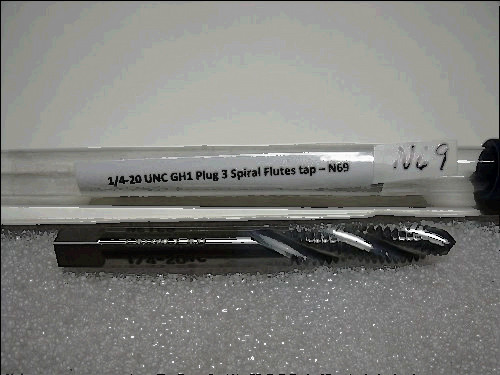 N69
1/4-20 UNC GH1 Plug 3 Spiral Flutes tap – N69
1/4-20